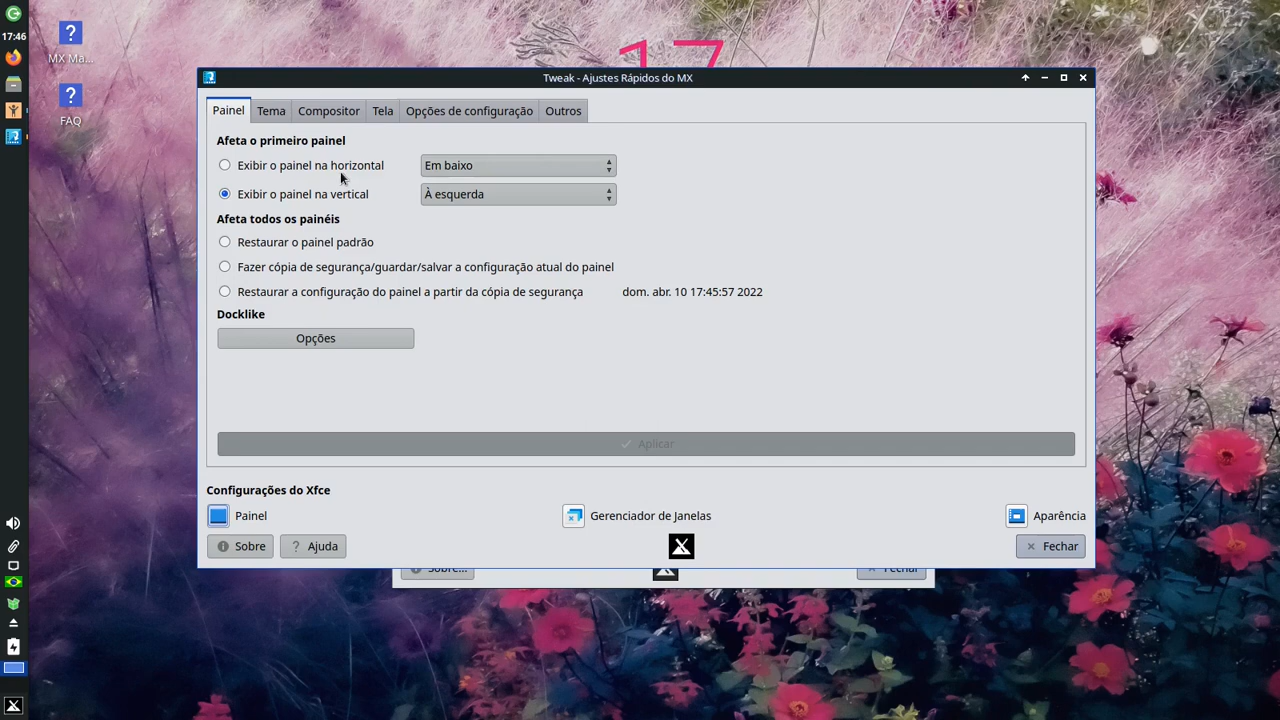 17:46
MX Ma...
FAQ
17
Tweak - Ajustes Rápidos do MX
Painel Tema Compositor Tela Opções de configuração Outros
Afeta o primeiro painel
Exibir o painel na horizontal Em baixo
Exibir o painel na vertical À esquerda
Afeta todos os painéis
Restaurar o painel padrão
Fazer cópia de segurança/guardar/salvar a configuração atual do painel
Restaurar a configuração do painel a partir da cópia de segurança dom. abr. 10 17:45:57 2022
Docklike
Opções
Aplicar
Configurações do Xfce
Painel Gerenciador de Janelas Aparência
Sobre Ajuda Fechar
Sobre... Fechar